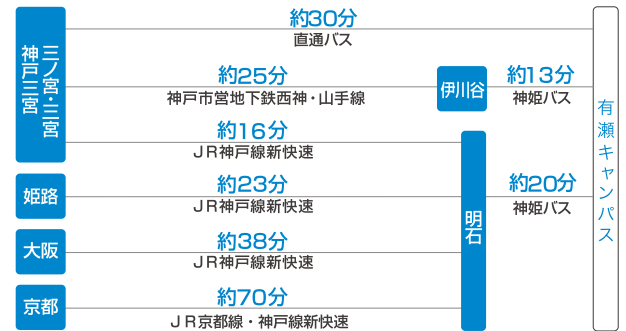 三ノ宮・三宮
神戸三宮
約30分
直通バス
約25分
神戸市営地下鉄西神・山手線
伊川谷
約13分
神姫バス
約16分
JR神戸線新快速
姫路
約23分
JR神戸線新快速
明石
約20分
神姫バス
大阪
約38分
JR神戸線新快速
京都
約70分
JR京都線・神戸線新快速
有瀬キャンパス